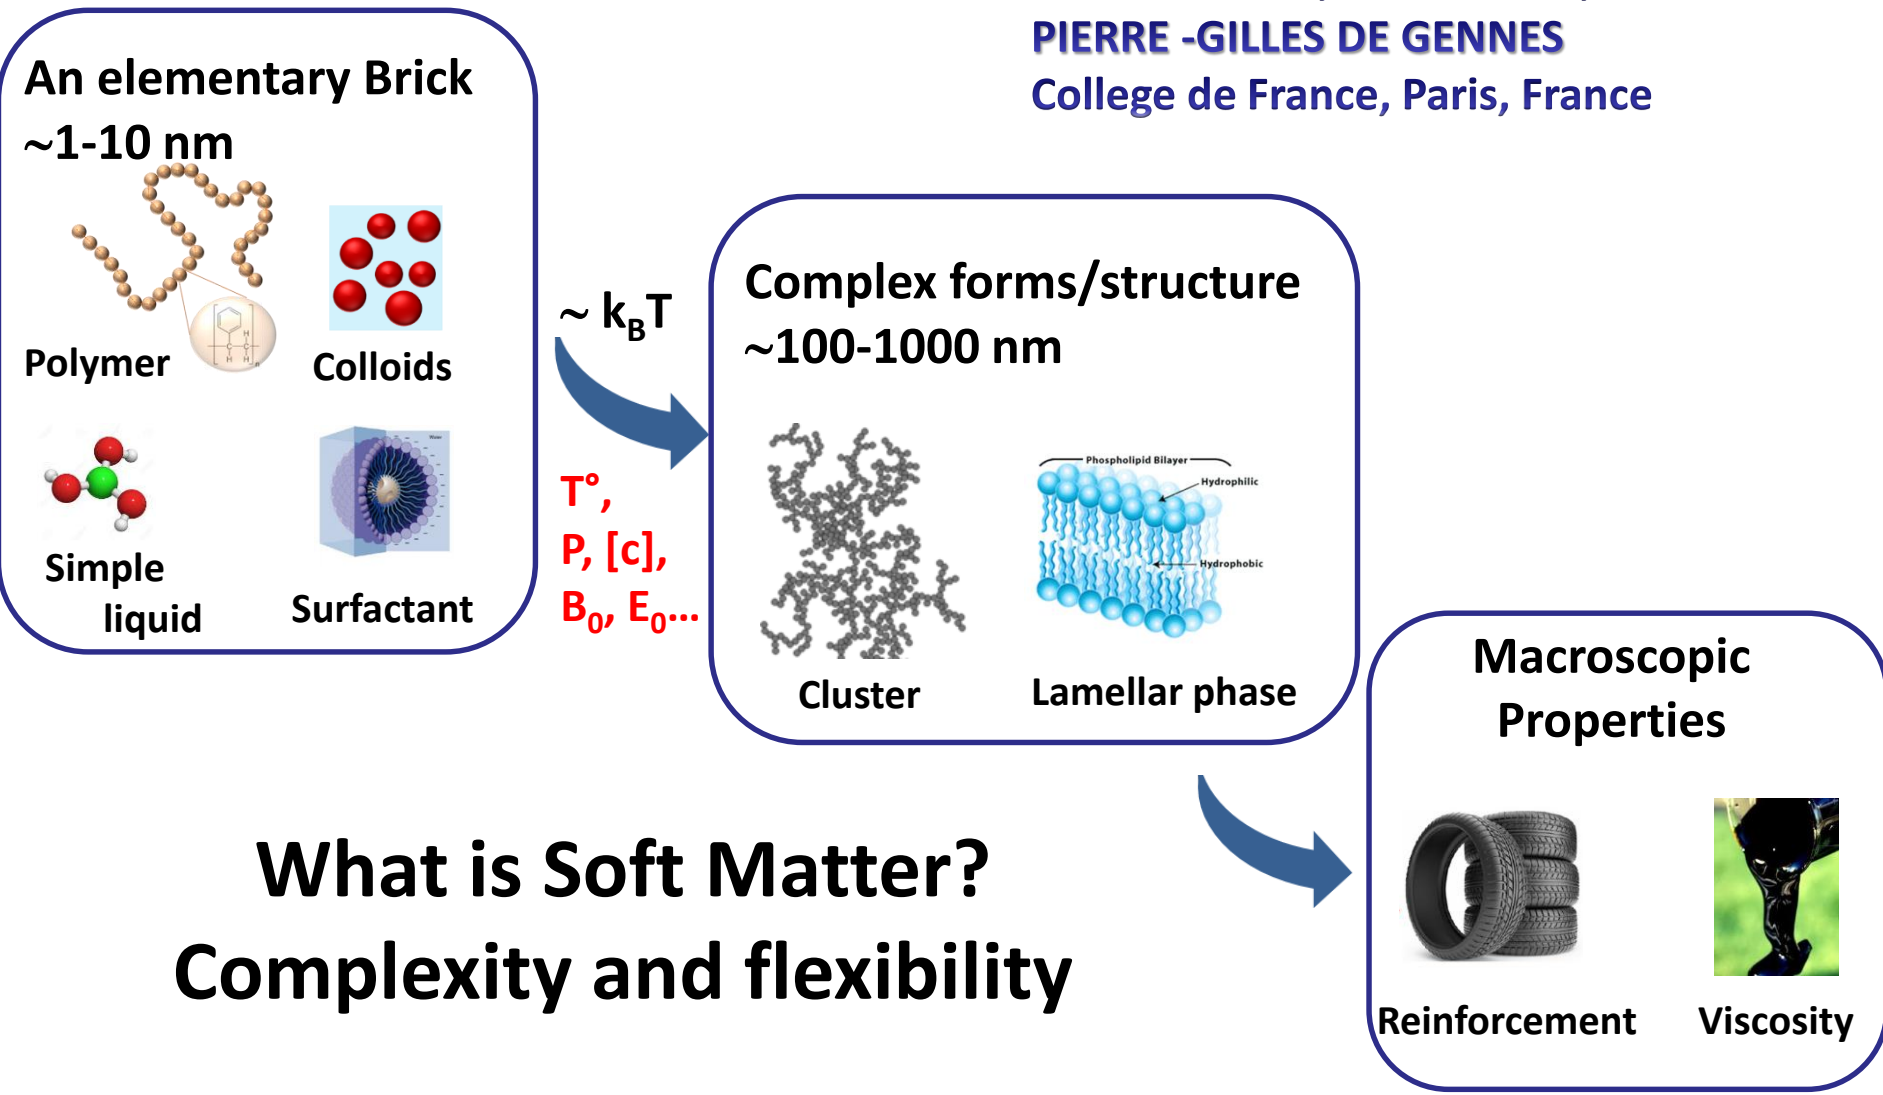 PIERRE -GILLES DE GENNES
College de France, Paris, France
An elementary Brick
~1-10 nm
Polymer
H
C
C
H
H
n
Colloids
Simple
liquid
Water
Surfactant
~ kBT
T°,
P, [c],
B0, E0...
Complex forms/structure
~100-1000 nm
Cluster
Phospholipid Bilayer
Hydrophilic
Hydrophobic
Lamellar phase
Macroscopic
Properties
Reinforcement
Viscosity
What is Soft Matter?
Complexity and flexibility